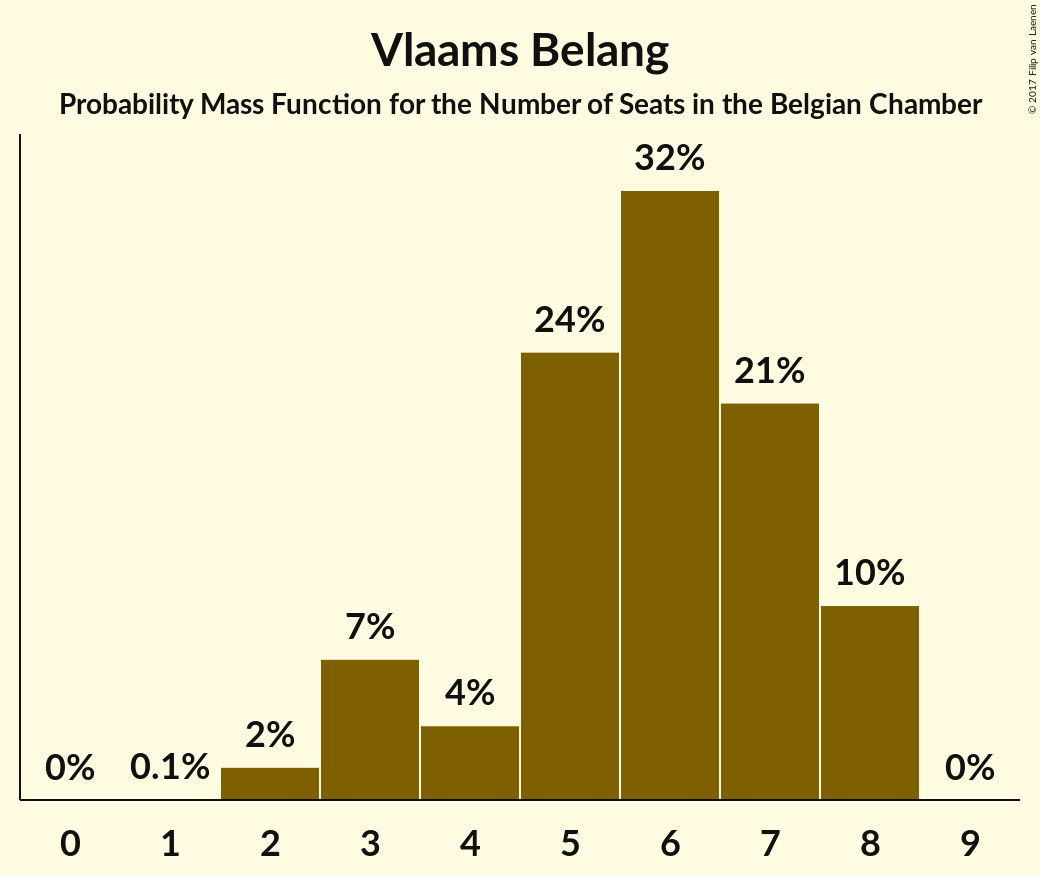 Vlaams Belang
Probability Mass Function for the Number of Seats in the Belgian Chamber
© 2017 Filip van Laenen
0%
0.1%
2%
7%
4%
24%
32%
21%
10%
0%
0 1 2 3 4 5 6 7 8 9